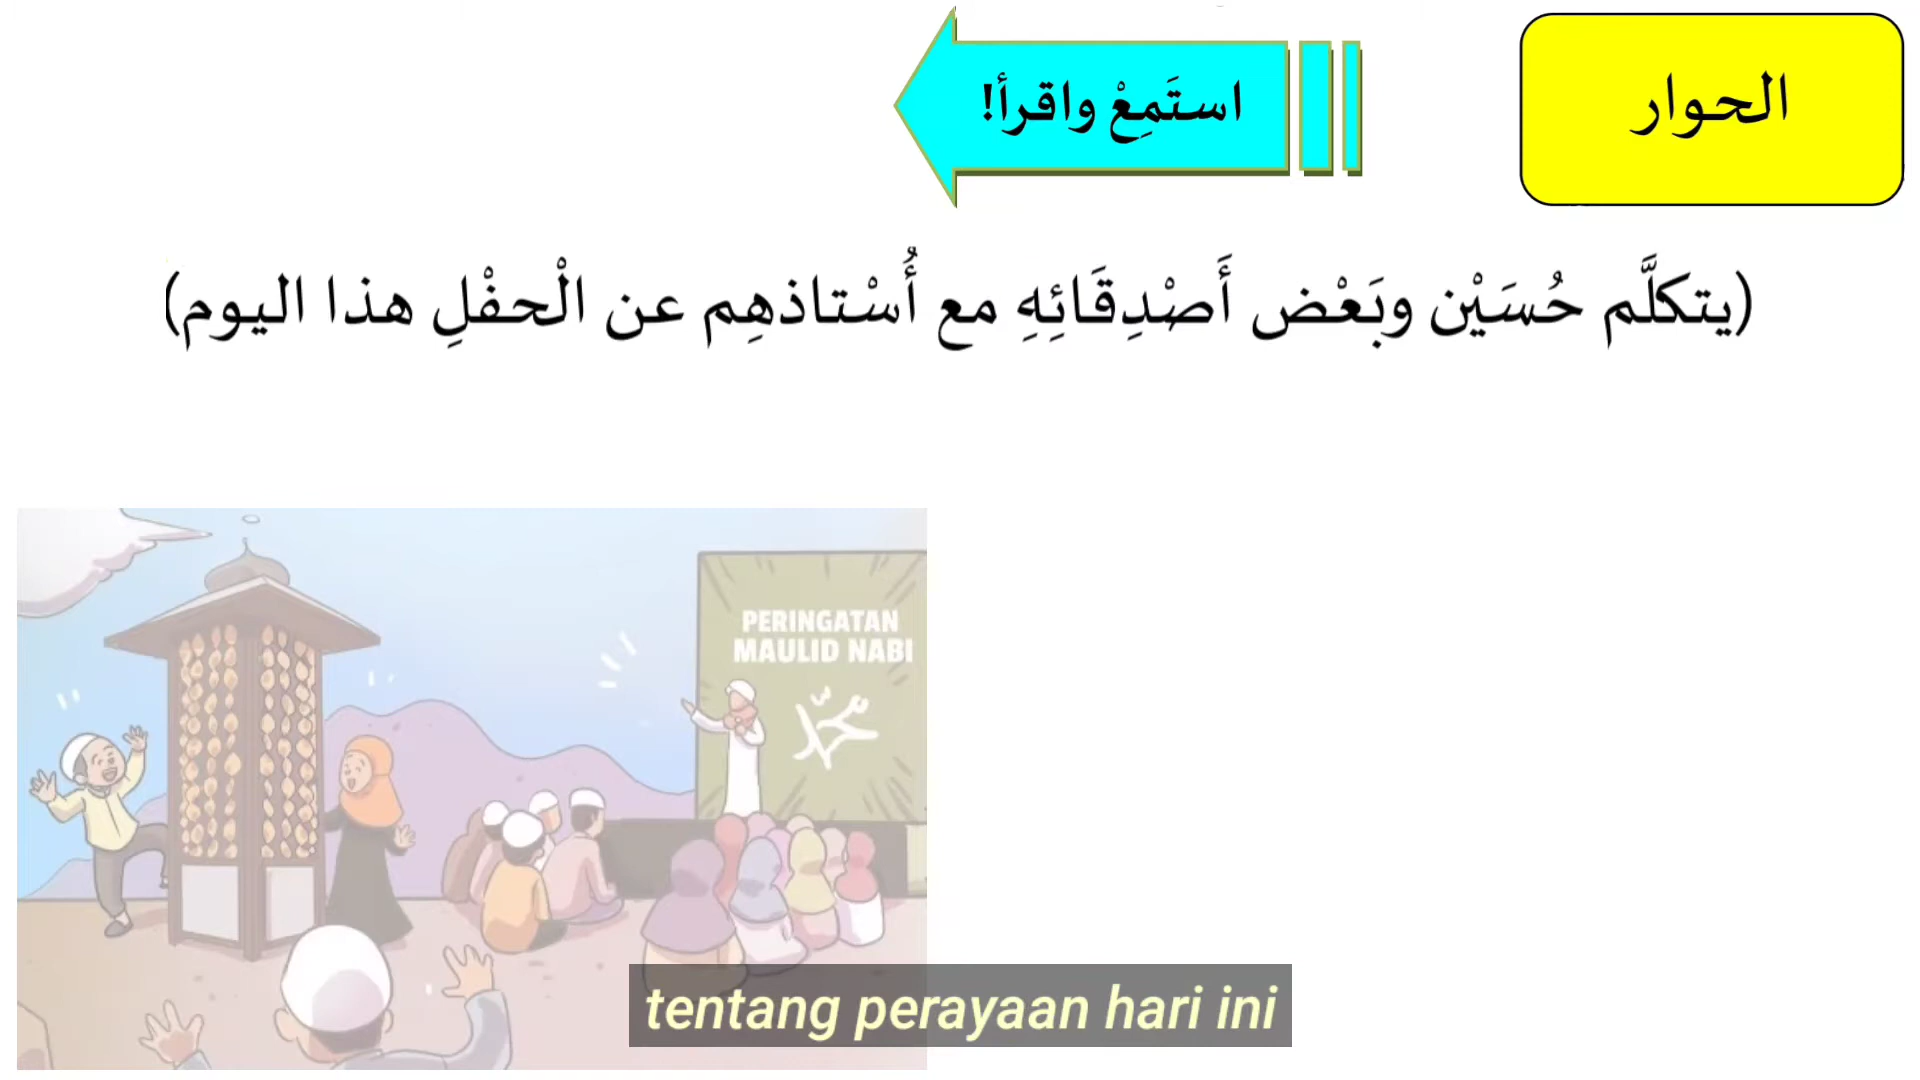 الحوار
استَمِعْ واقرأ!
(يتكلَّم حُسَيْن وبَعْض أَصْدِقَائِهِ مع أُسْتاذهِم عن الْحفْلِ هذا اليوم)
PERINGATAN
MAULID NABI
محمّد
tentang perayaan hari ini